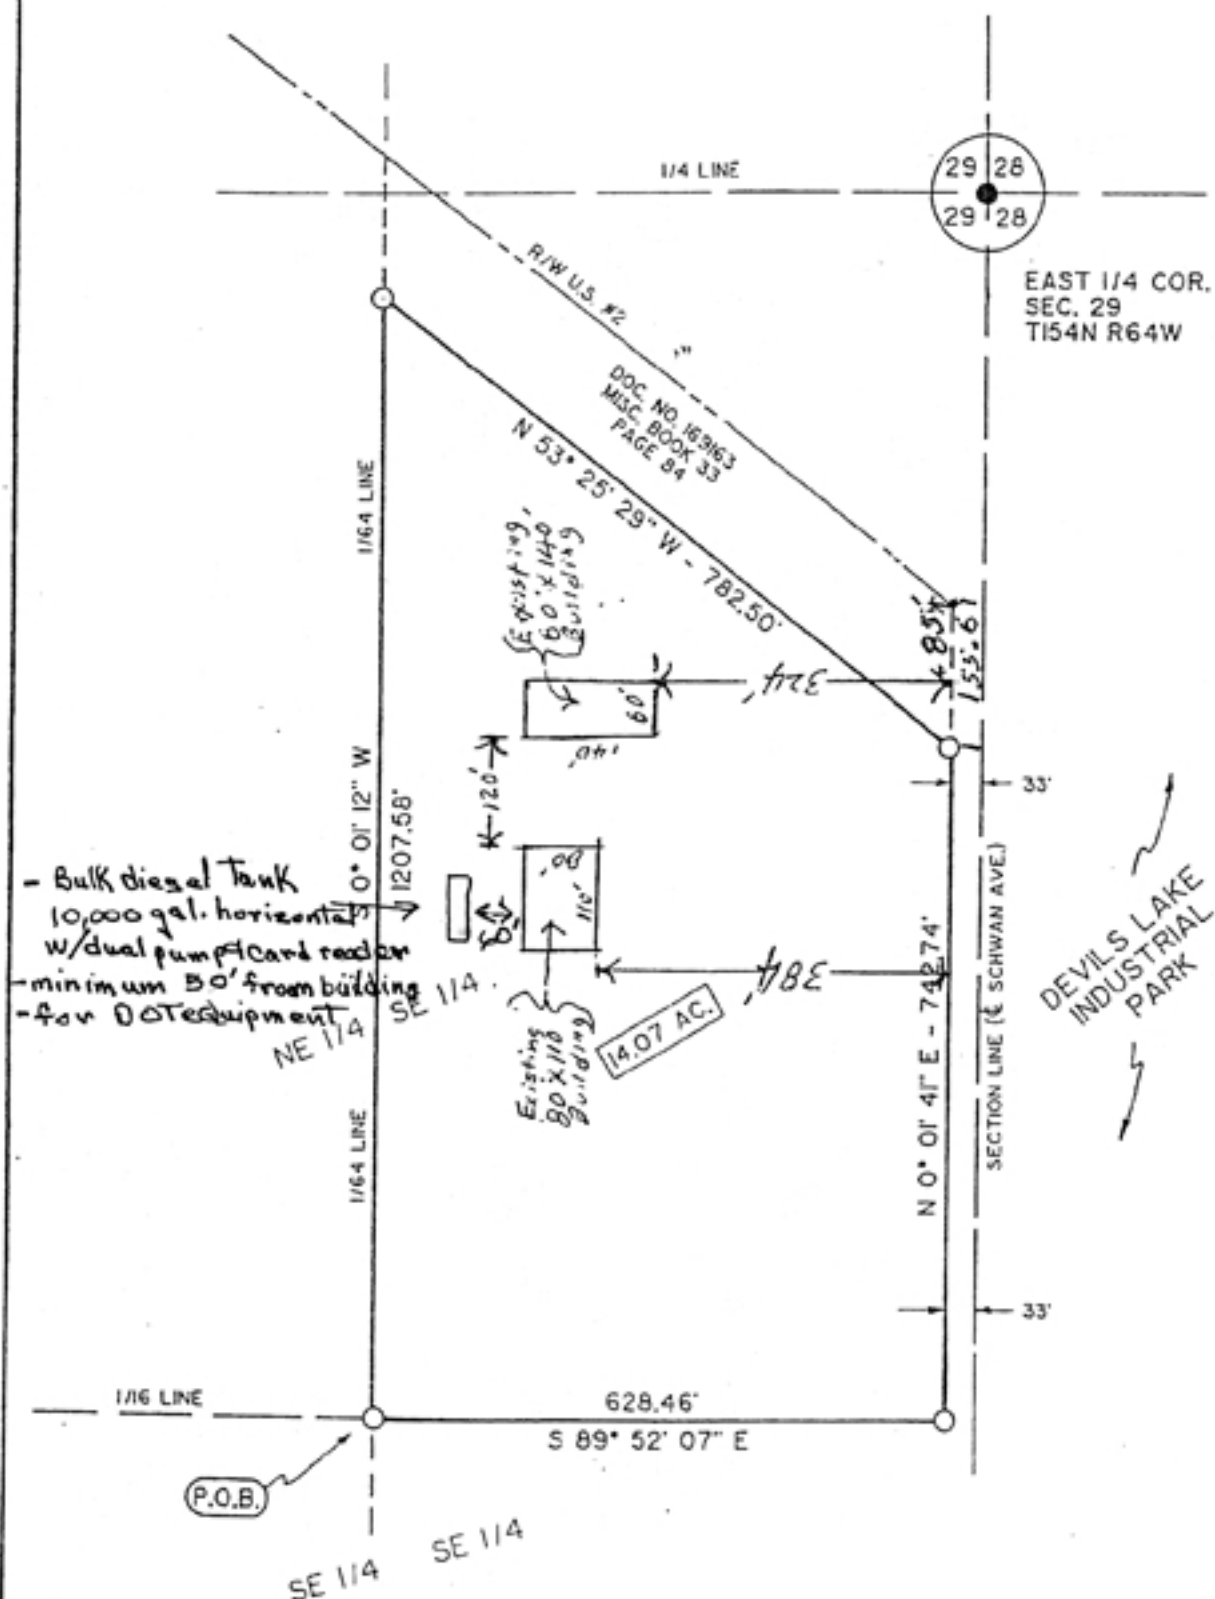 1/4 LINE
29 28
29 28
EAST 1/4 COR.
SEC. 29
T154N R64W
R/W U.S. #2
DOC. NO. 169163
MISC. BOOK 33
PAGE 84
N 53° 25' 29" W - 782.50'
1/64 LINE
Existing
60' X 140
Building
324'
60'
140'
153.61
33'
120'
S 0° 01' 12" W
1207.58'
80'
110'
- Bulk diesel Tank
10,000 gal. horizontal
w/dual pump & card reader
- minimum 50' from building
- for DOT equipment
NE 1/4 SE 1/4
384'
Existing
80 X 110
Building
14.07 AC.
N 0° 01' 41" E - 742.74'
SECTION LINE (℄ SCHWAN AVE.)
DEVILS LAKE
INDUSTRIAL
PARK
1/64 LINE
33'
1/16 LINE
628.46'
S 89° 52' 07" E
P.O.B.
SE 1/4 SE 1/4